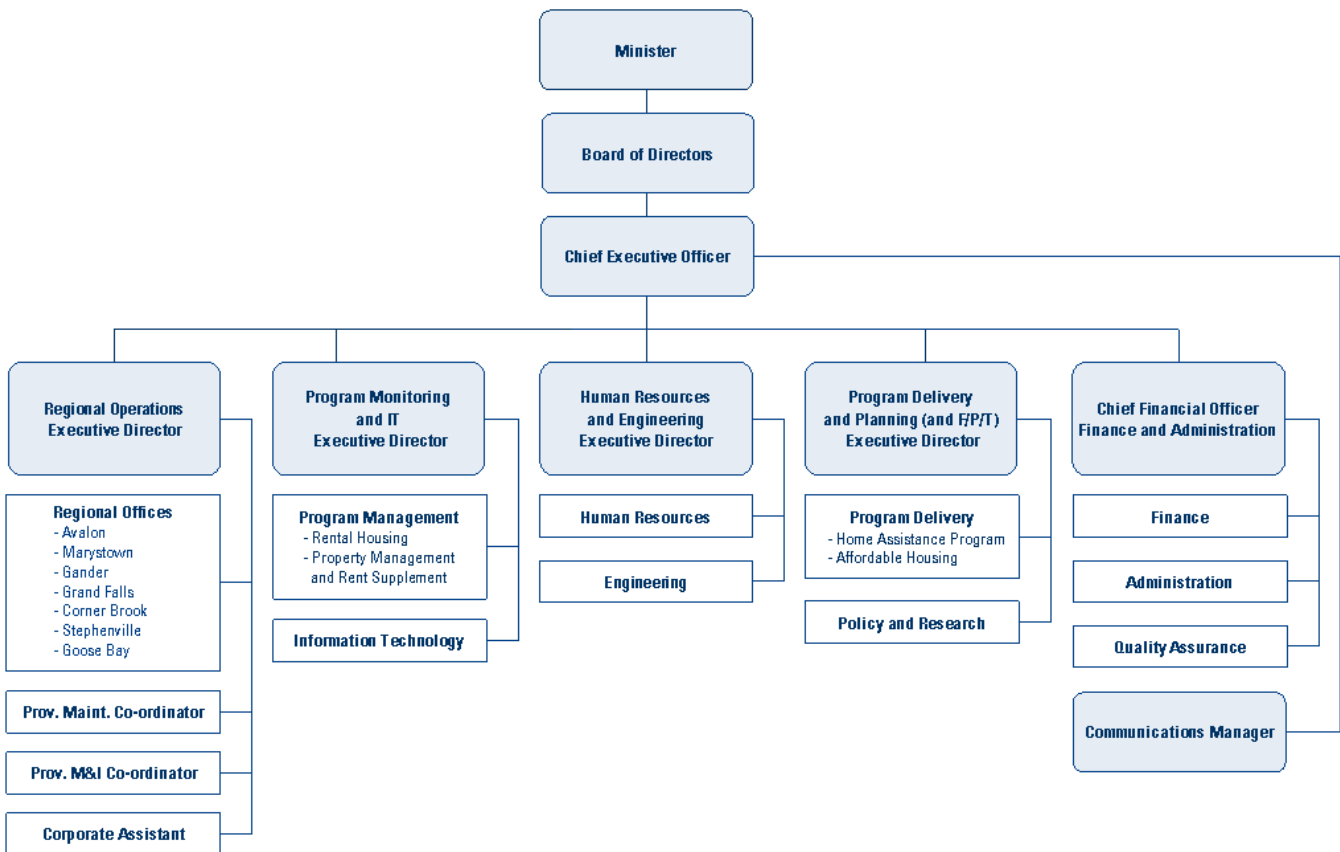 Minister
Board of Directors
Chief Executive Officer
Regional Operations
Executive Director
Program Monitoring
and IT
Executive Director
Human Resources
and Engineering
Executive Director
Program Delivery
and Planning (and F/P/T)
Executive Director
Chief Financial Officer
Finance and Administration
Regional Offices
- Avalon
- Marystown
- Gander
- Grand Falls
- Corner Brook
- Stephenville
- Goose Bay
Prov. Maint. Co-ordinator
Prov. M&I Co-ordinator
Corporate Assistant
Program Management
- Rental Housing
- Property Management
and Rent Supplement
Information Technology
Human Resources
Engineering
Program Delivery
- Home Assistance Program
- Affordable Housing
Policy and Research
Finance
Administration
Quality Assurance
Communications Manager